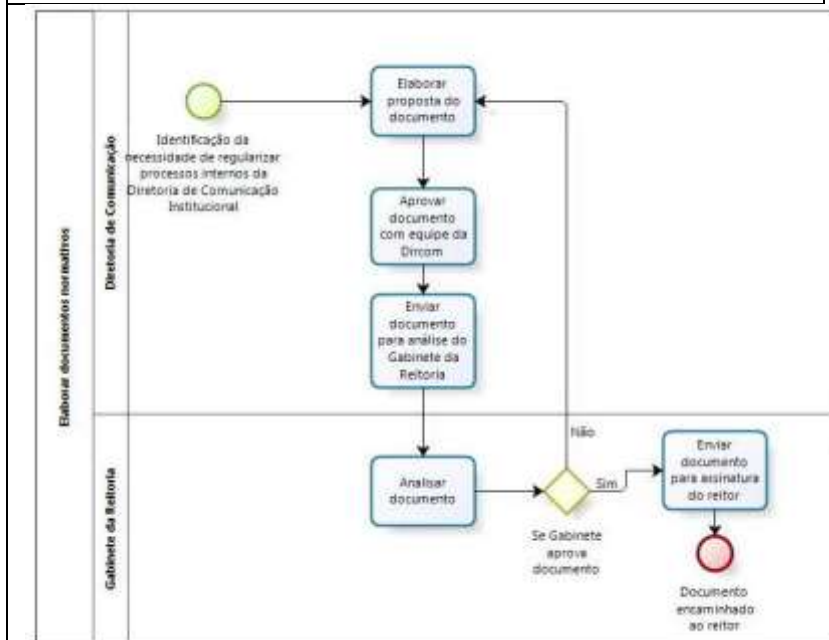 Elaborar documentos normativos
Diretoria de Comunicação
Identificação da
necessidade de regularizar
processos internos da
Diretoria de Comunicação
Institucional
Elaborar
proposta do
documento
Aprovar
documento
com equipe da
Dircom
Enviar
documento
para análise do
Gabinete da
Reitoria
Gabinete da Reitoria
Analisar
documento
Não
Sim
Se Gabinete
aprova
documento
Enviar
documento
para assinatura
do reitor
Documento
encaminhado
ao reitor